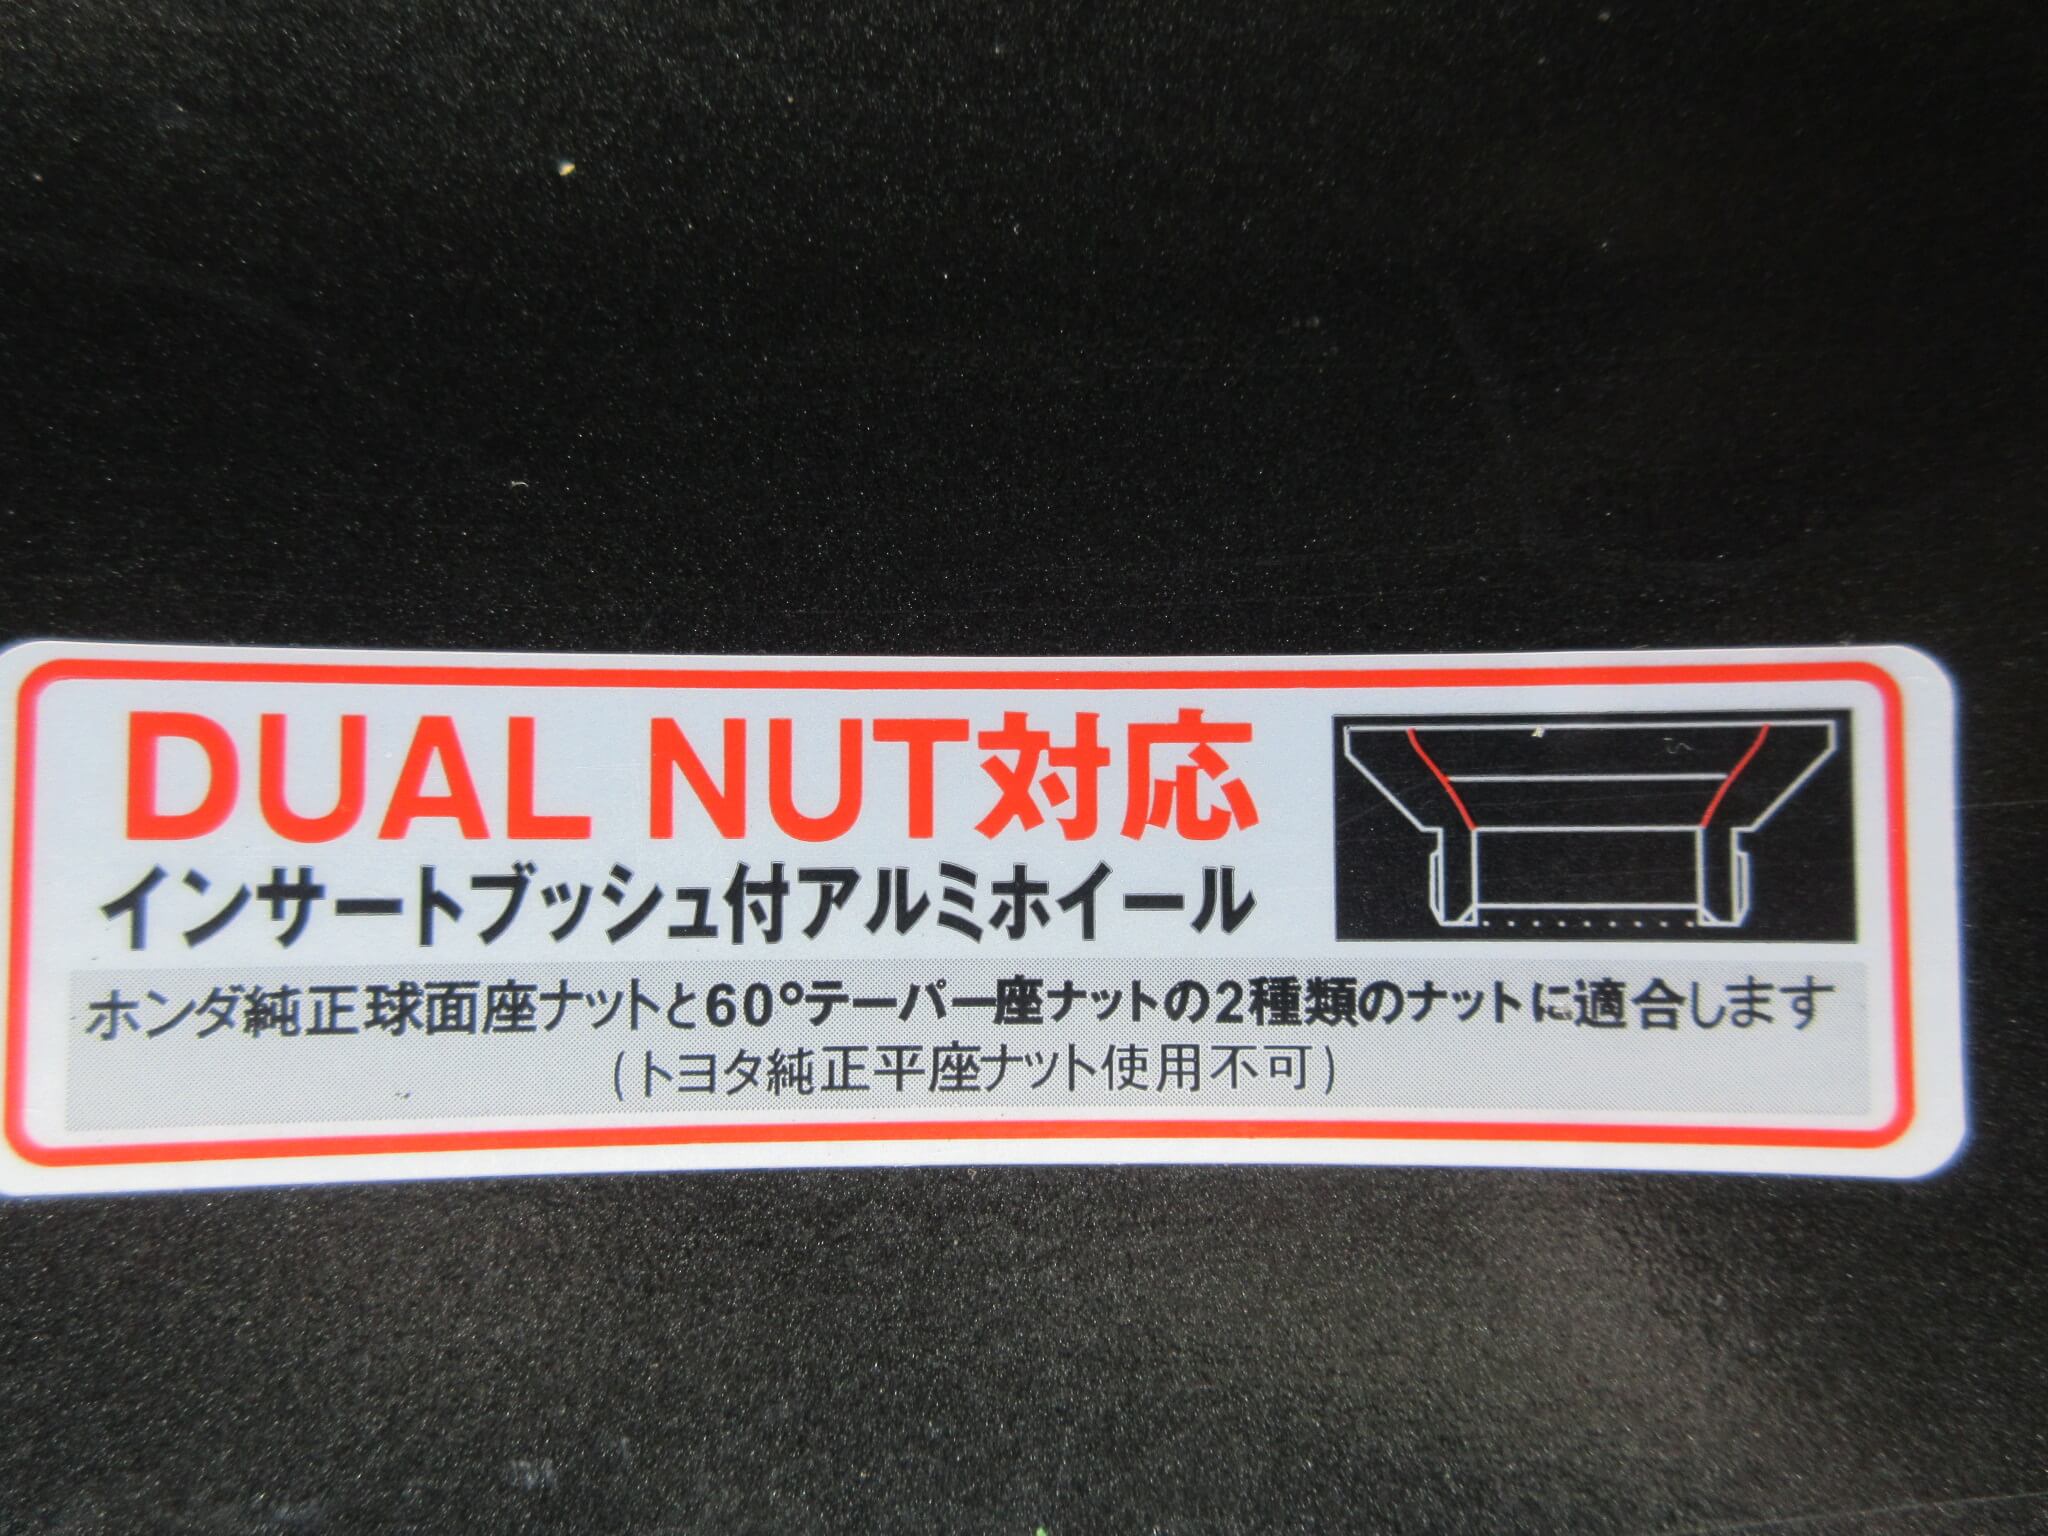 DUAL NUT対応
インサートブッシュ付アルミホイール
ホンダ純正球面座ナットと60°テーパー座ナットの2種類のナットに適合します
(トヨタ純正平座ナット使用不可)